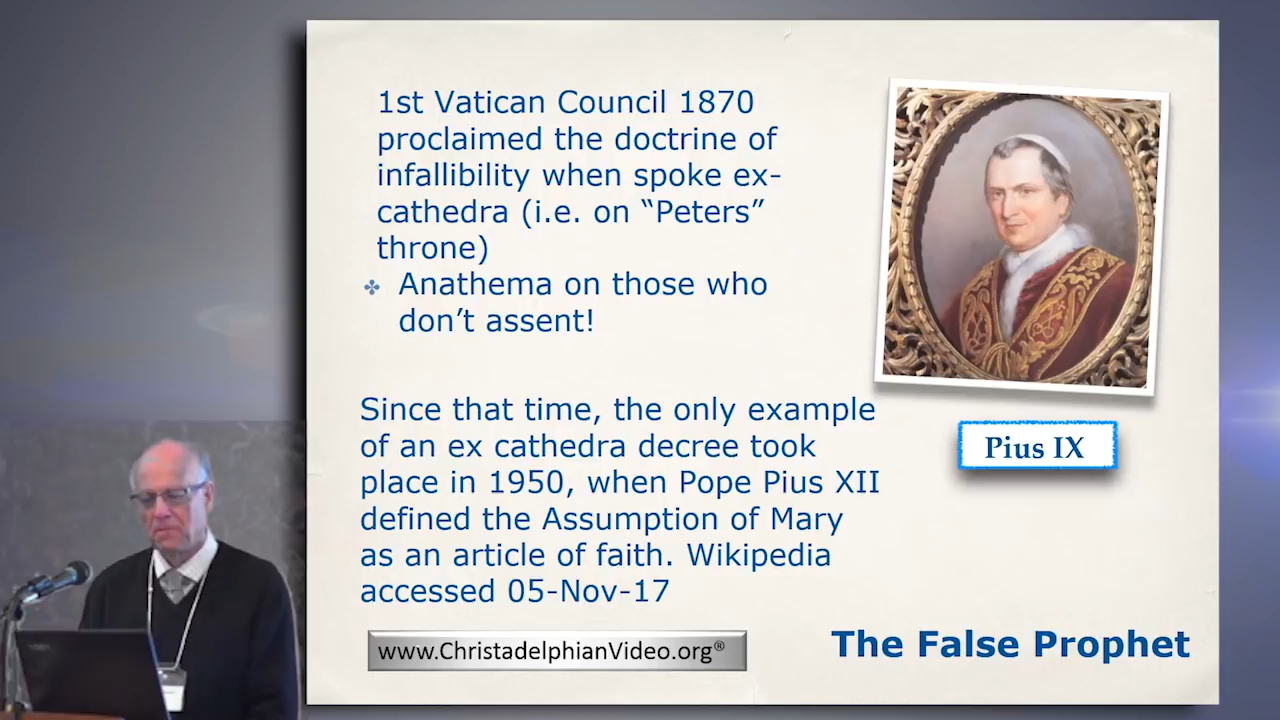 1st Vatican Council 1870
proclaimed the doctrine of
infallibility when spoke ex-
cathedra (i.e. on “Peters”
throne)
Anathema on those who
don’t assent!
Since that time, the only example
of an ex cathedra decree took
place in 1950, when Pope Pius XII
defined the Assumption of Mary
as an article of faith. Wikipedia
accessed 05-Nov-17
Pius IX
www.ChristadelphianVideo.org®
The False Prophet